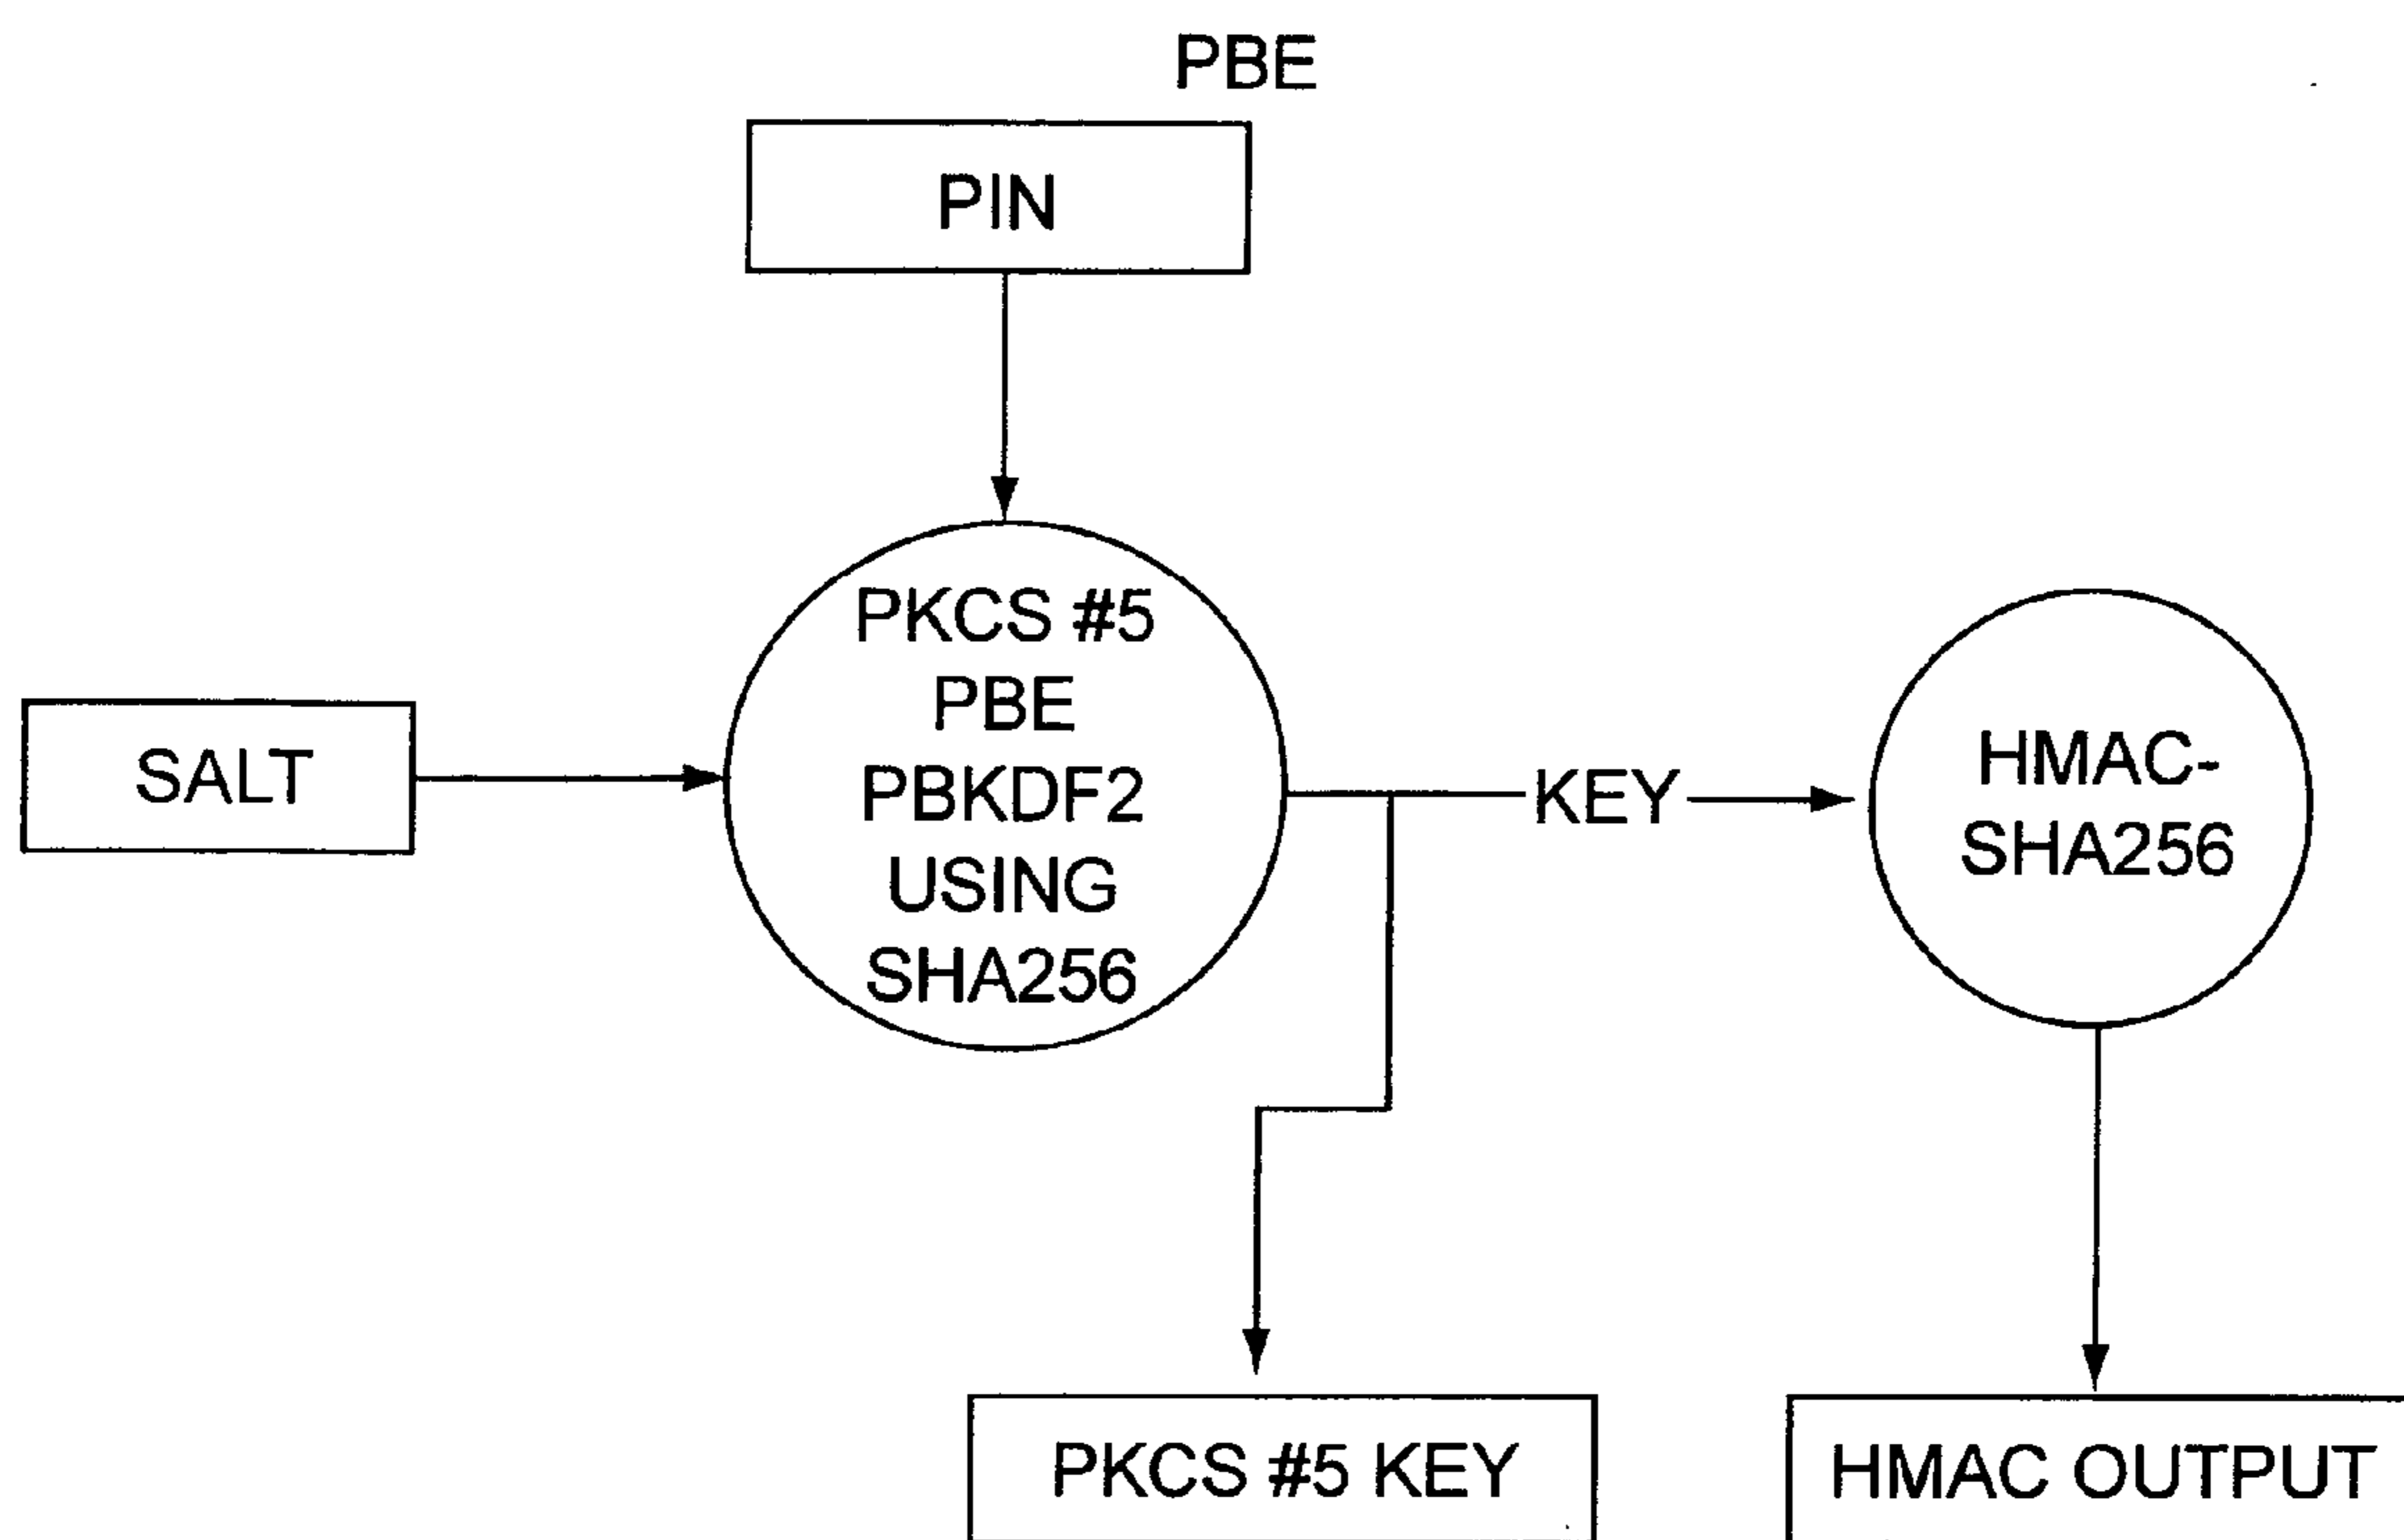 PBE
PIN
PKCS #5
PBE
PBKDF2
USING
SHA256
SALT
KEY
HMAC-
SHA256
PKCS #5 KEY
HMAC OUTPUT